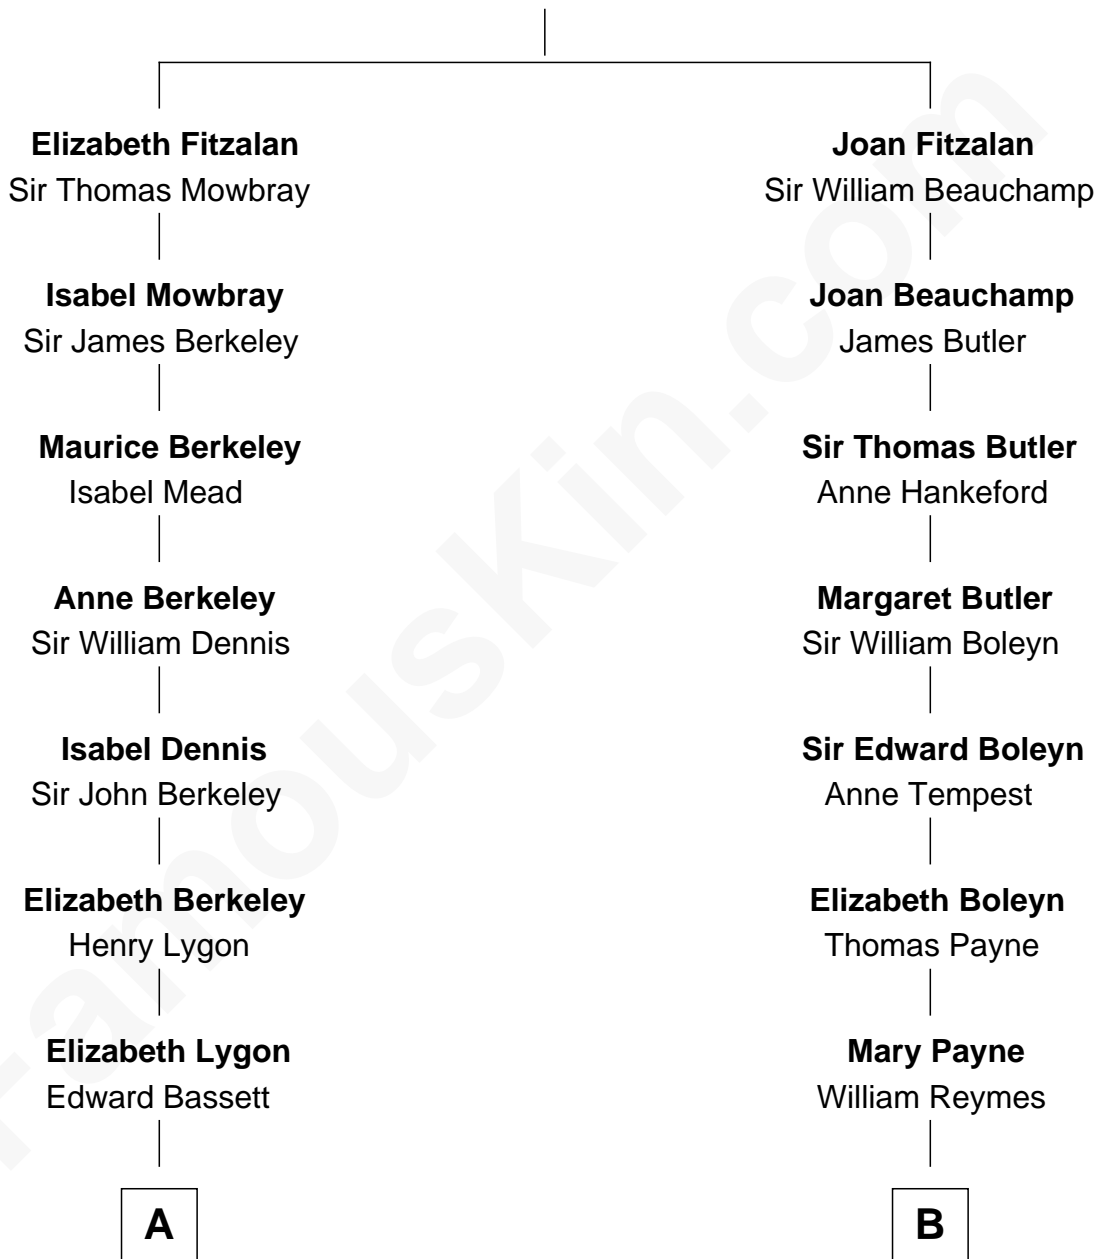 Elizabeth Fitzalan
Sir Thomas Mowbray
Isabel Mowbray
Sir James Berkeley
Maurice Berkeley
Isabel Mead
Anne Berkeley
Sir William Dennis
Isabel Dennis
Sir John Berkeley
Elizabeth Berkeley
Henry Lygon
Elizabeth Lygon
Edward Bassett
A
Joan Fitzalan
Sir William Beauchamp
Joan Beauchamp
James Butler
Sir Thomas Butler
Anne Hankeford
Margaret Butler
Sir William Boleyn
Sir Edward Boleyn
Anne Tempest
Elizabeth Boleyn
Thomas Payne
Mary Payne
William Reymes
B
FamousKin.com